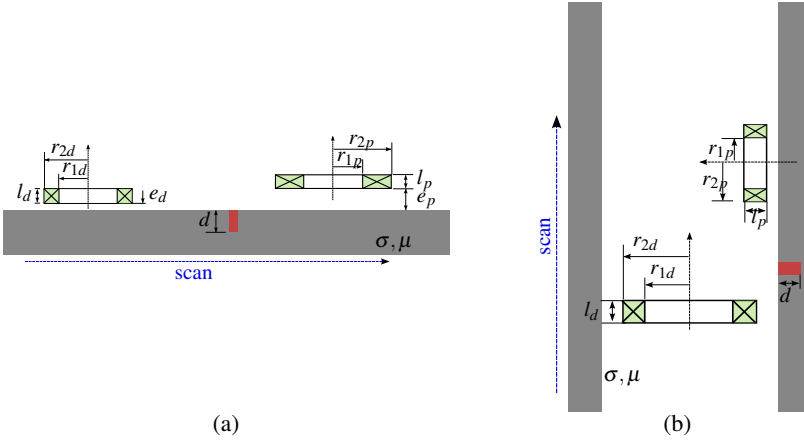 r2d
r1d
ld
ed
r2p
r1p
lp
ep
d
σ, μ
scan
(a)
scan
r1p
r2p
lp
d
r2d
r1d
ld
σ, μ
(b)